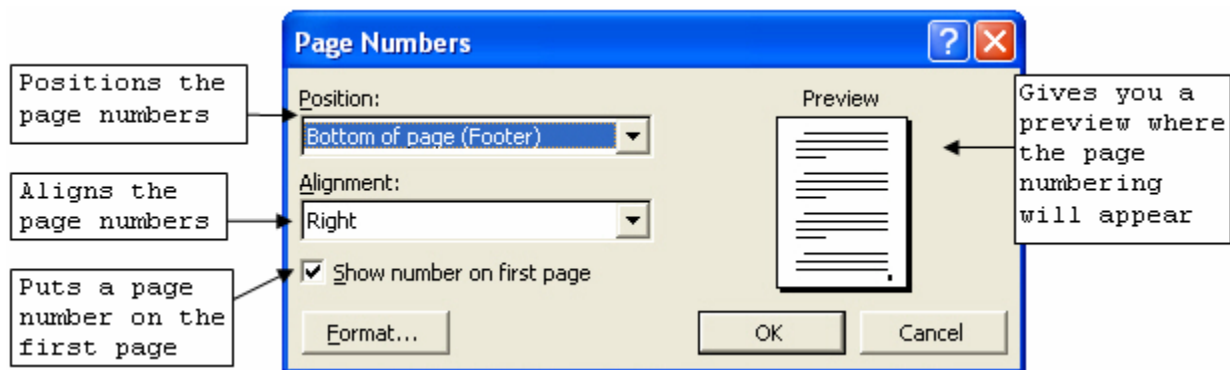 Page Numbers
Positions the
page numbers
Position:
Bottom of page (Footer)
Aligns the
page numbers
Alignment:
Right
Puts a page
number on the
first page
Show number on first page
Format...
Preview
OK
Cancel
Gives you a
preview where
the page
numbering
will appear